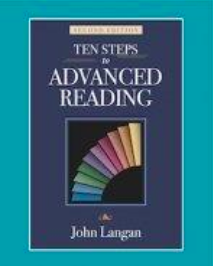 SECOND EDITION
TEN STEPS
to
ADVANCED
READING
John Langan